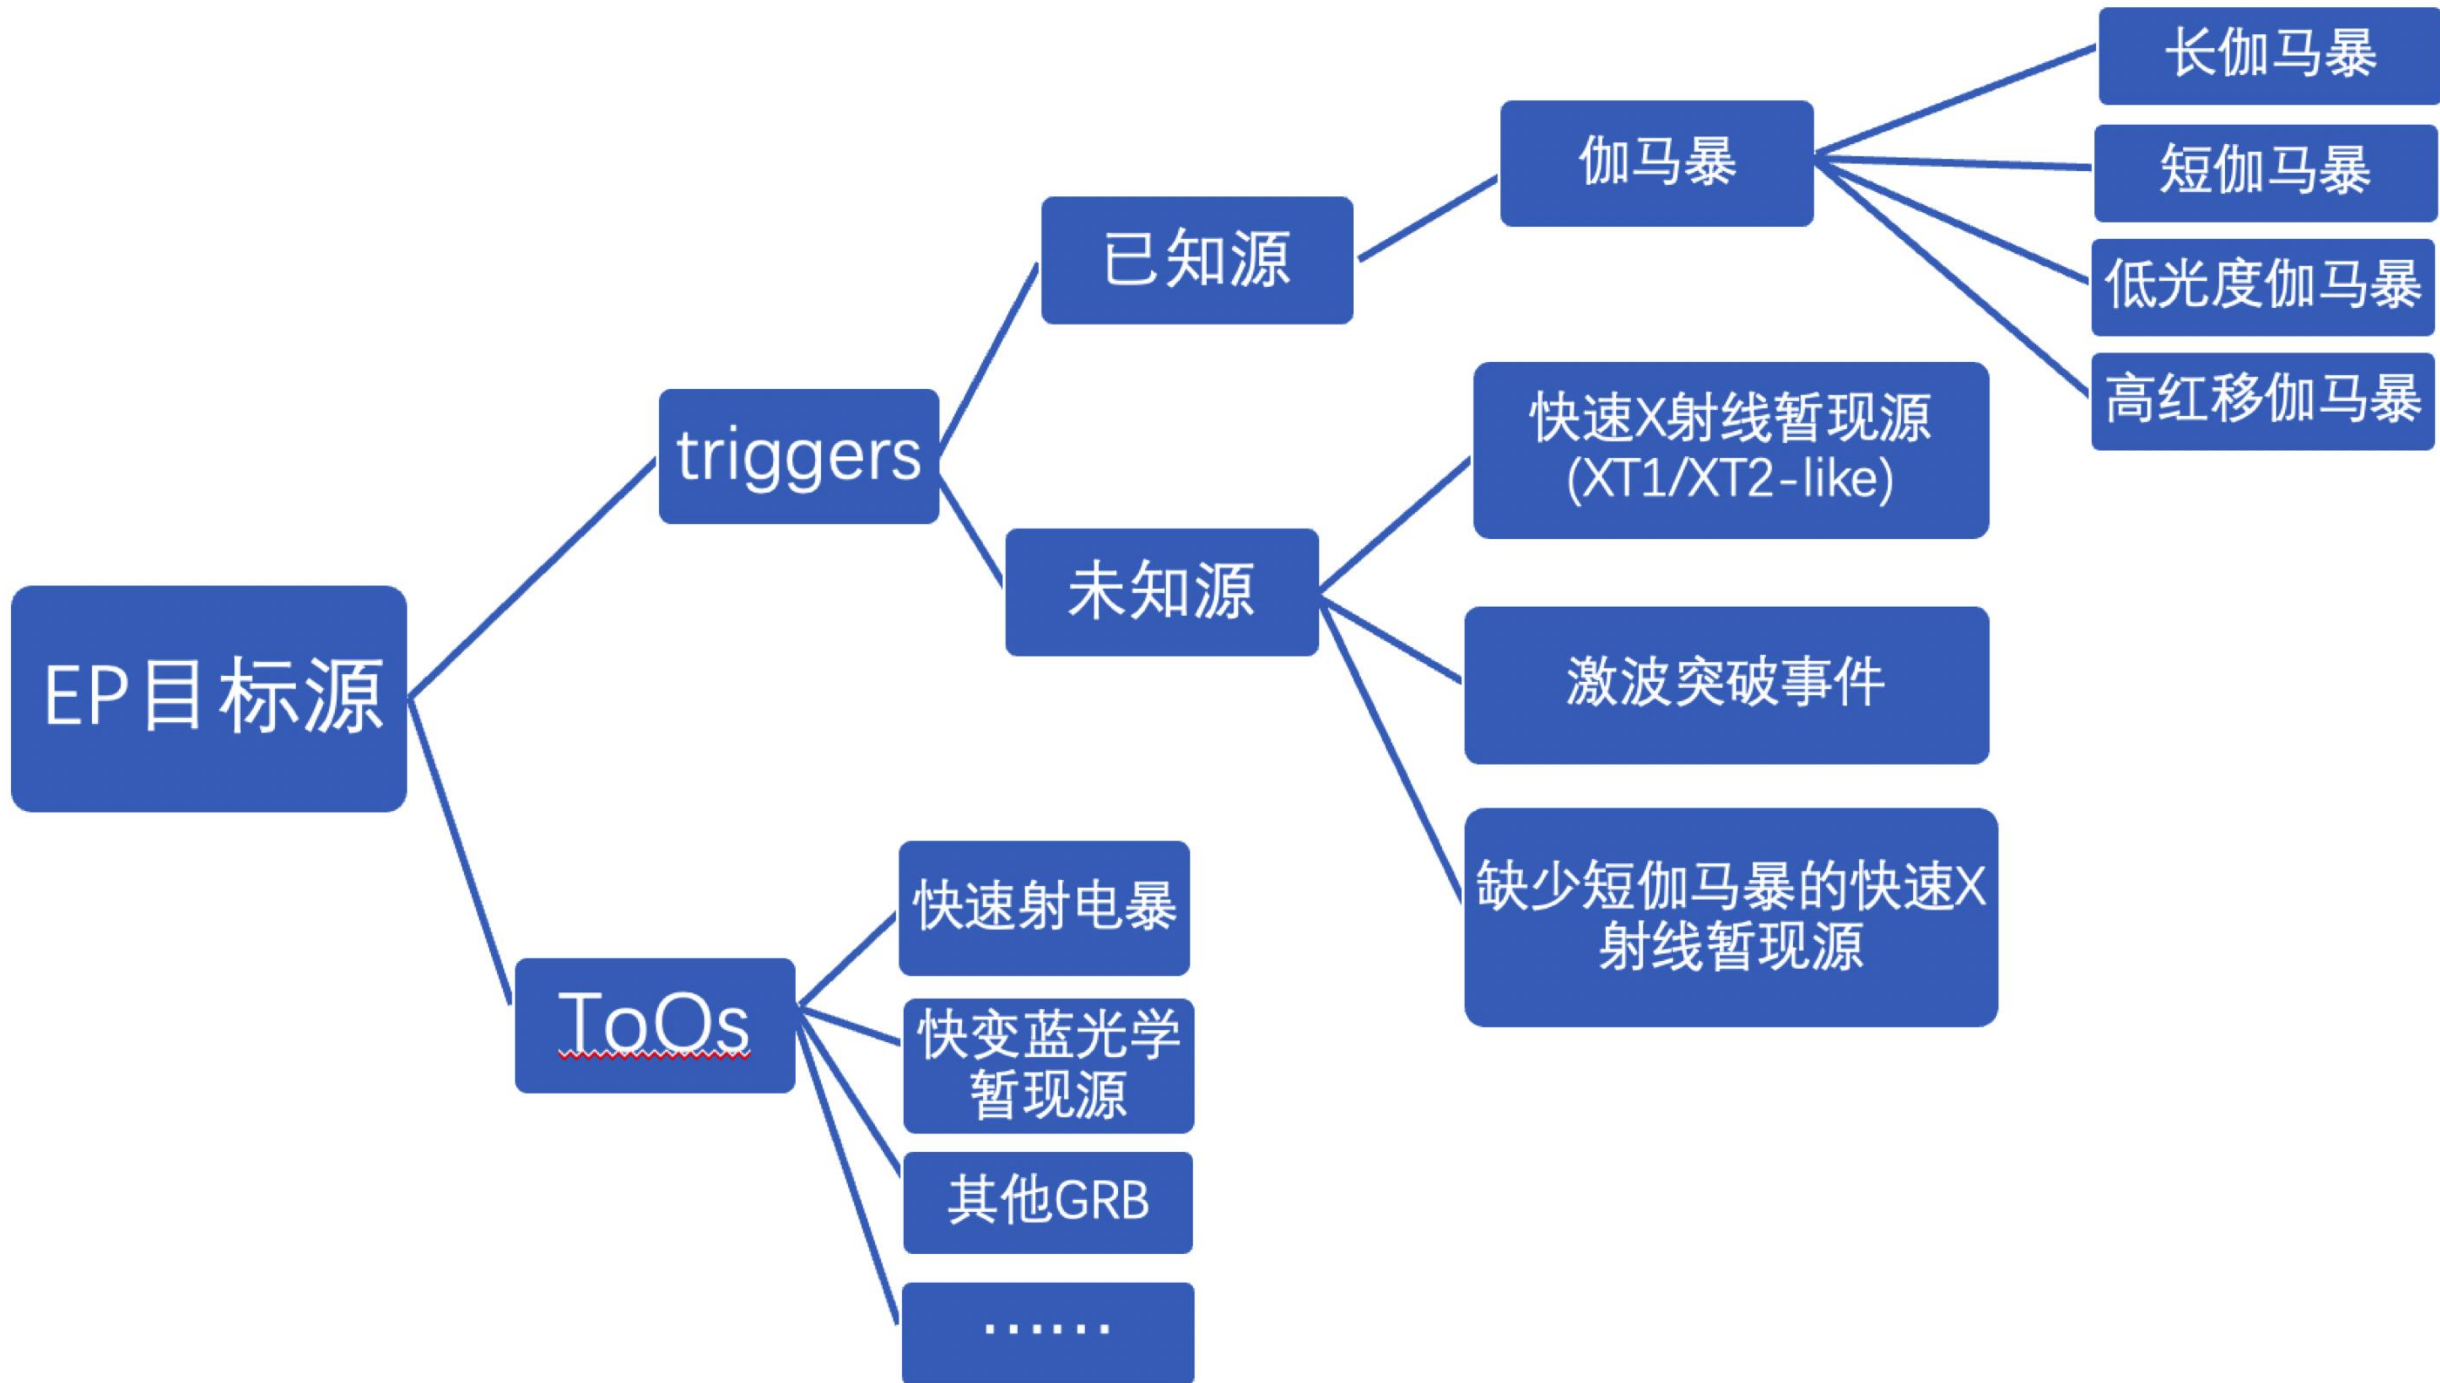 EP目标源
triggers
已知源
伽马暴
长伽马暴
短伽马暴
低光度伽马暴
高红移伽马暴
未知源
快速X射线暂现源
(XT1/XT2-like)
激波突破事件
缺少短伽马暴的快速X
射线暂现源
ToOs
快速射电暴
快变蓝光学
暂现源
其他GRB
······